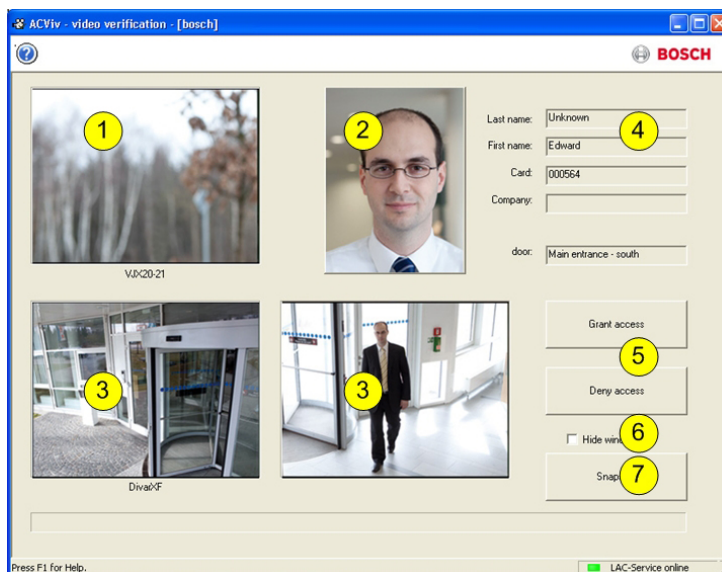 ACViv - video verification - [bosch]
?
BOSCH
1
2
Last name: Unknown
4
First name: Edward
Card: 000564
Company:
door: Main entrance - south
VJX20-21
3
3
Grant access
5
Deny access
Hide
6
7
DivarXF
Press F1 for Help.
LAC-Service online